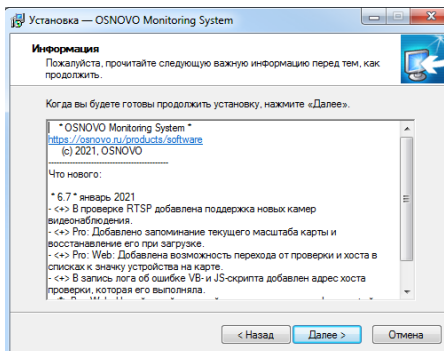 Установка — OSNOVO Monitoring System
Информация
Пожалуйста, прочитайте следующую важную информацию перед тем, как
продолжить.
Когда вы будете готовы продолжить установку, нажмите «Далее».
* OSNOVO Monitoring System *
https://osnovo.ru/products/software
(c) 2021, OSNOVO
----------------------------------------
Что нового:
* 6.7 * январь 2021
- <+> В проверке RTSP добавлена поддержка новых камер
видеонаблюдения.
- <+> Pro: Добавлено запоминание текущего масштаба карты и
восстановление его при загрузке.
- <+> Pro: Web: Добавлена возможность перехода от проверки и хоста в
списках к значку устройства на карте.
- <+> В запись лога об ошибке VB- и JS-скрипта добавлен адрес хоста
проверки, которая его выполняла.
< Назад
Далее >
Отмена